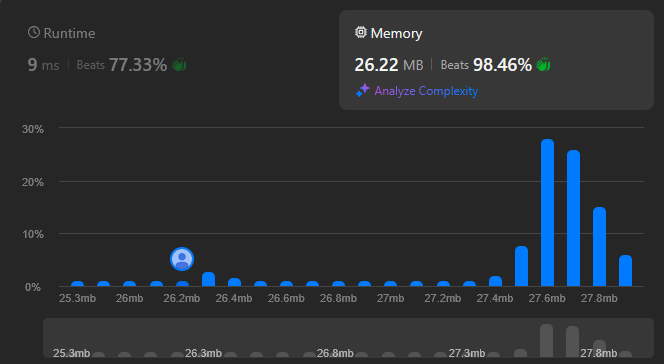 Runtime
9 ms | Beats 77.33%
Memory
26.22 MB | Beats 98.46%
Analyze Complexity
30%
20%
10%
0%
25.3mb 26mb 26.2mb 26.4mb 26.6mb 26.8mb 27mb 27.2mb 27.4mb 27.6mb 27.8mb
25.3mb 26.3mb 26.8mb 27.3mb 27.8mb